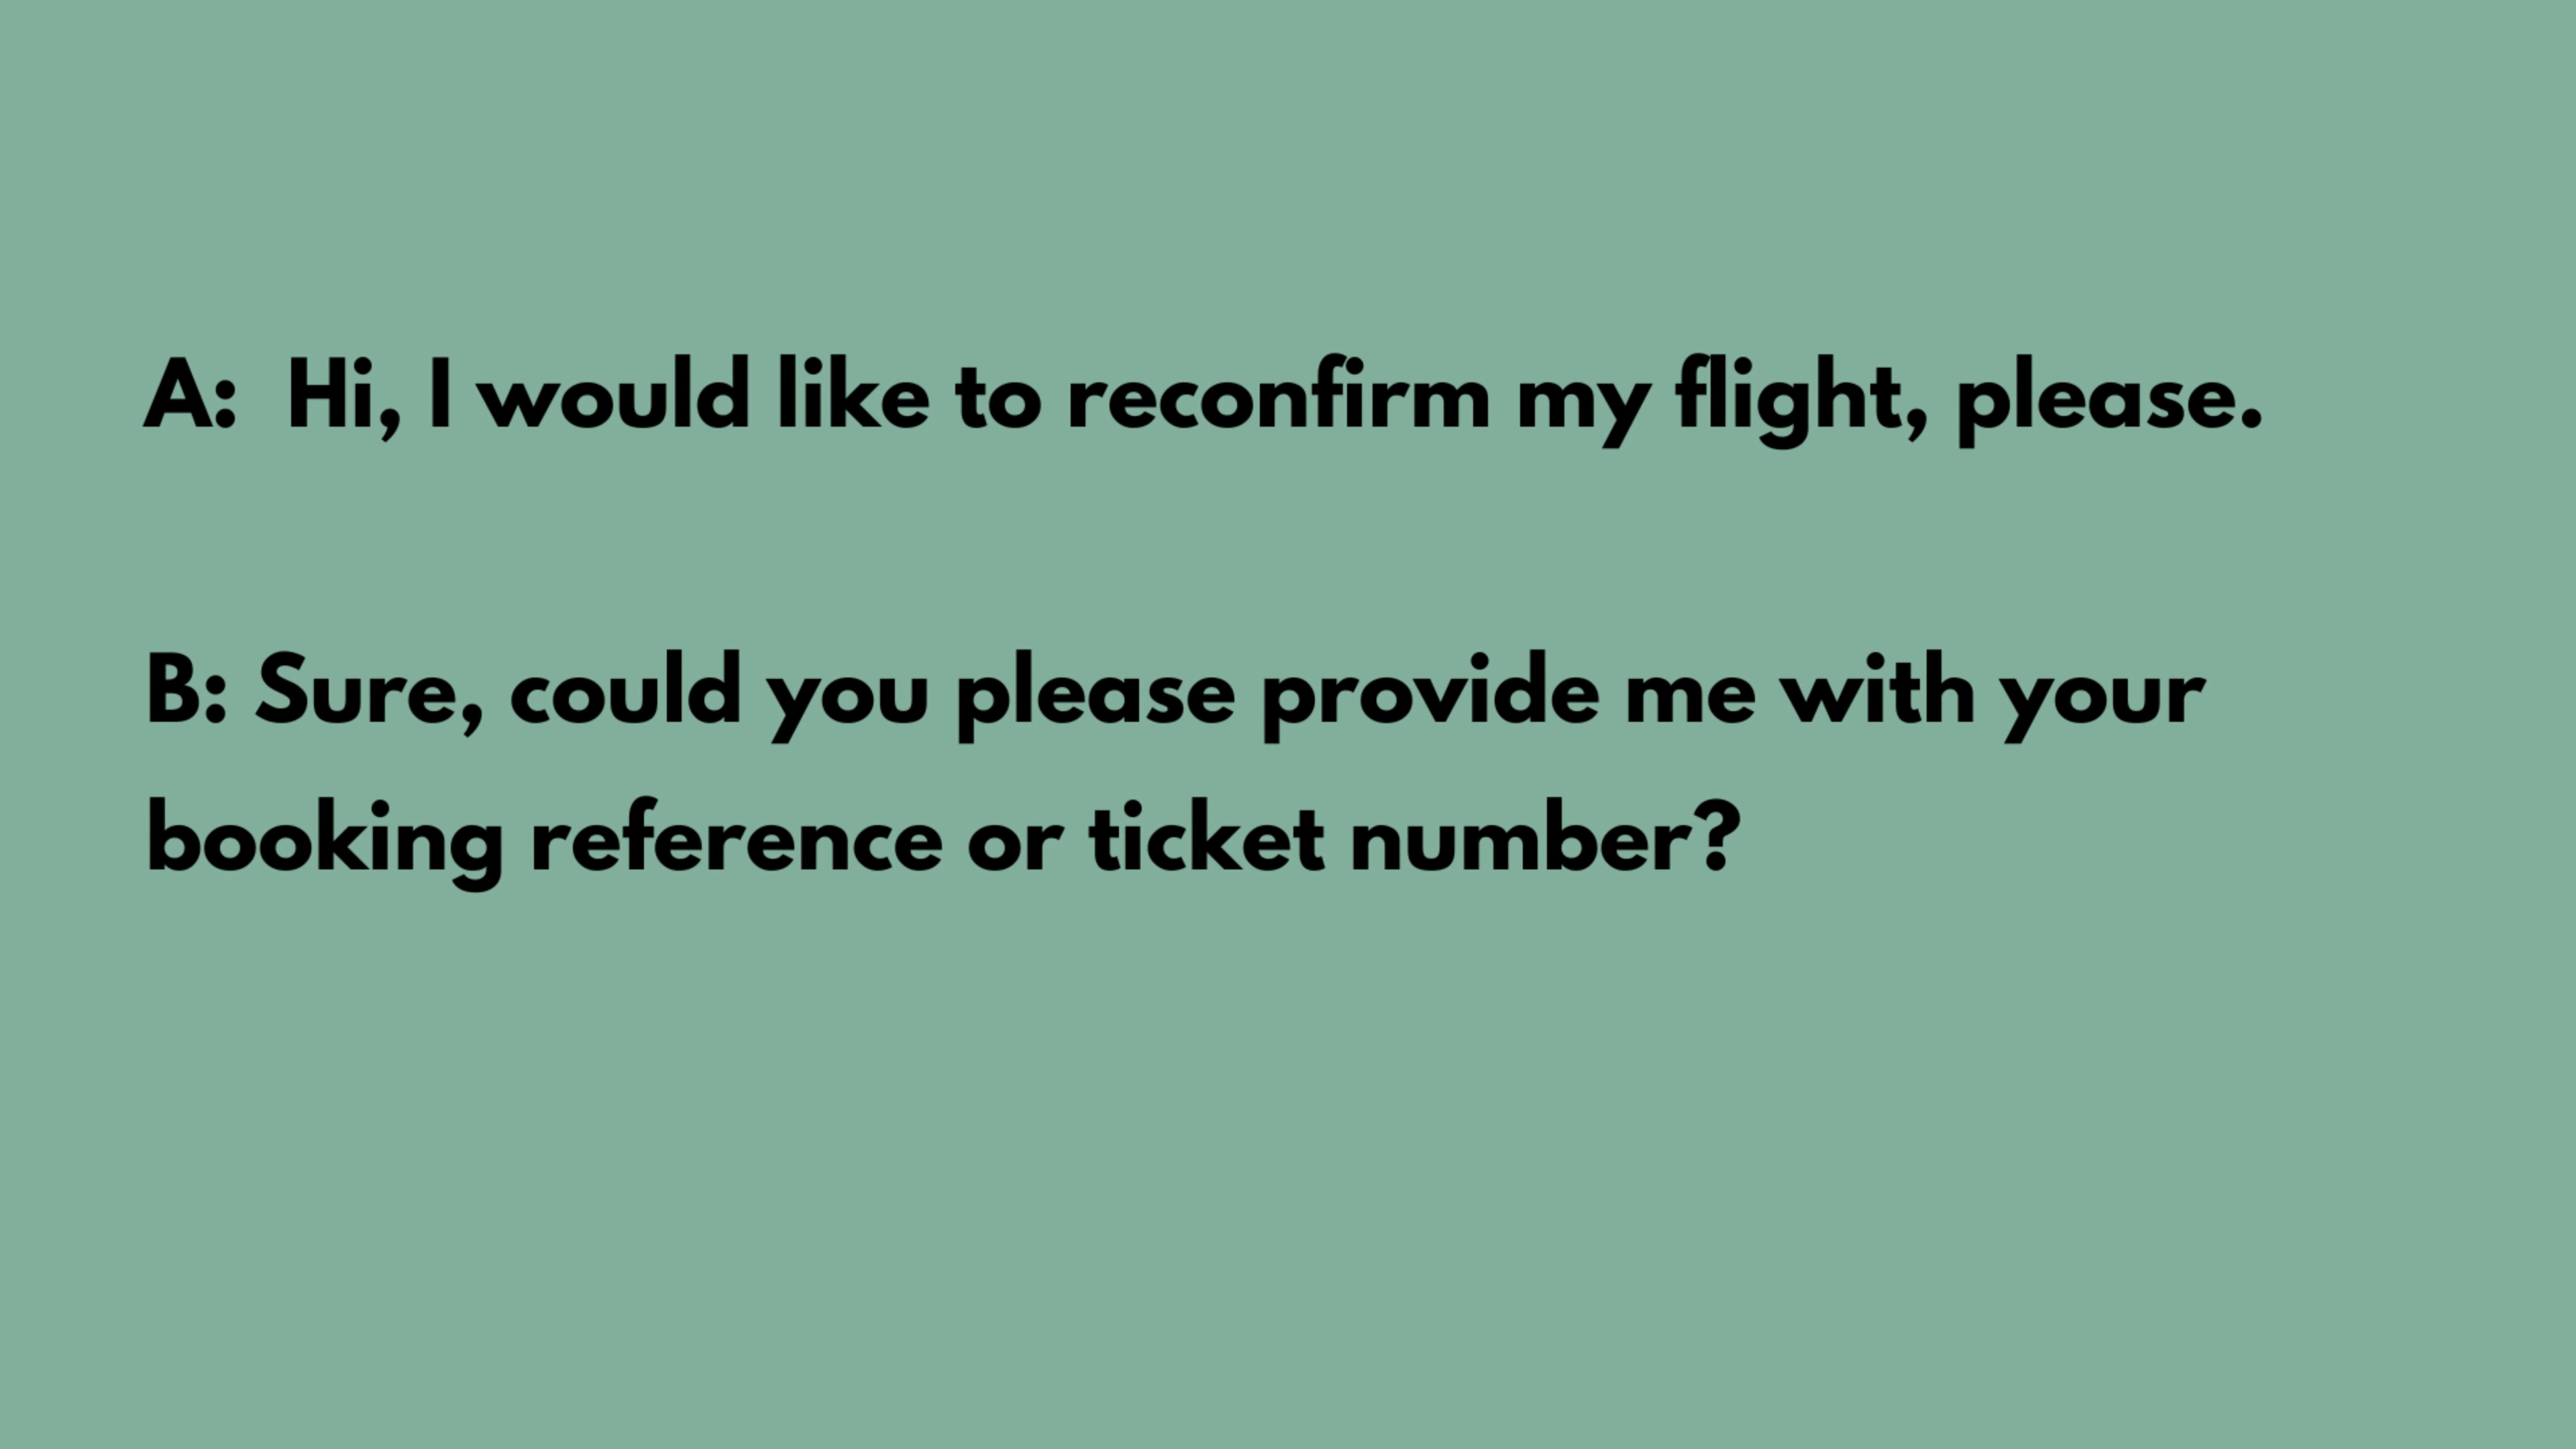 A:  Hi, I would like to reconfirm my flight, please.
B: Sure, could you please provide me with your
booking reference or ticket number?